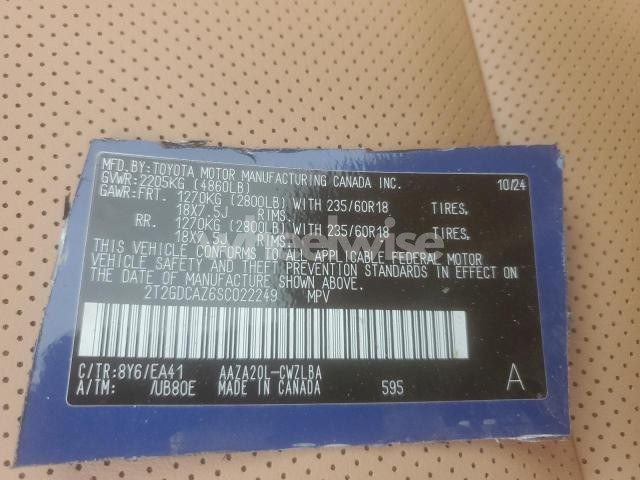 MFD. BY: TOYOTA MOTOR MANUFACTURING CANADA INC. 10/24
GVWR: 2205KG (4860LB)
GAWR: FRT. 1270KG (2800LB) WITH 235/60R18 TIRES,
18X7.5J RIMS,
RR. 1270KG (2800LB) WITH 235/60R18 TIRES,
18X7.5J RIMS,
THIS VEHICLE CONFORMS TO ALL APPLICABLE FEDERAL MOTOR
VEHICLE SAFETY AND THEFT PREVENTION STANDARDS IN EFFECT ON
THE DATE OF MANUFACTURE SHOWN ABOVE.
2T2GDCAZ6SC022249 MPV
C/TR: 8Y6/EA41 AAZA20L-CWZLBA
A/TM: /UB80E MADE IN CANADA 595 A